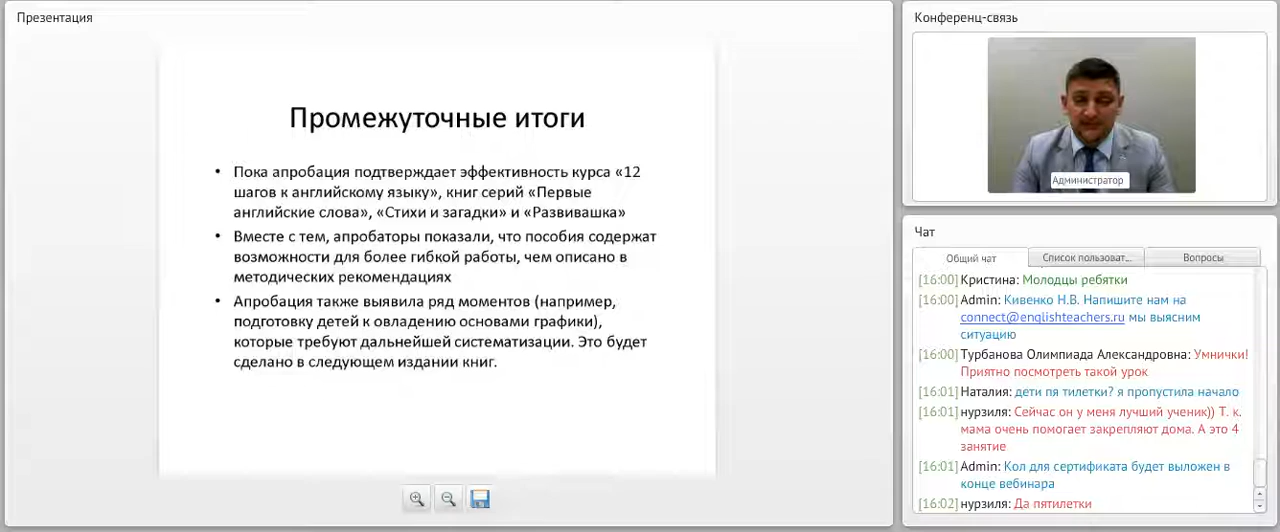 Презентация
Промежуточные итоги
• Пока апробация подтверждает эффективность курса «12
шагов к английскому языку», книг серий «Первые
английские слова», «Стихи и загадки» и «Развивашка»
• Вместе с тем, апробаторы показали, что пособия содержат
возможности для более гибкой работы, чем описано в
методических рекомендациях
• Апробация также выявила ряд моментов (например,
подготовку детей к овладению основами графики),
которые требуют дальнейшей систематизации. Это будет
сделано в следующем издании книг.
Конференц-связь
Администратор
Чат
Общий чат
Список пользоват...
Вопросы
[16:00] Кристина: Молодцы ребятки
[16:00] Admin: Кивенко Н.В. Напишите нам на
connect@englishteachers.ru мы выясним
ситуацию
[16:00] Турбанова Олимпиада Александровна: Умнички!
Приятно посмотреть такой урок
[16:01] Наталия: дети пя тилетки? я пропустила начало
[16:01] нурзиля: Сейчас он у меня лучший ученик)) Т. к.
мама очень помогает закрепляют дома. А это 4
занятие
[16:01] Admin: Кол для сертификата будет выложен в
конце вебинара
[16:02] нурзиля: Да пятилетки